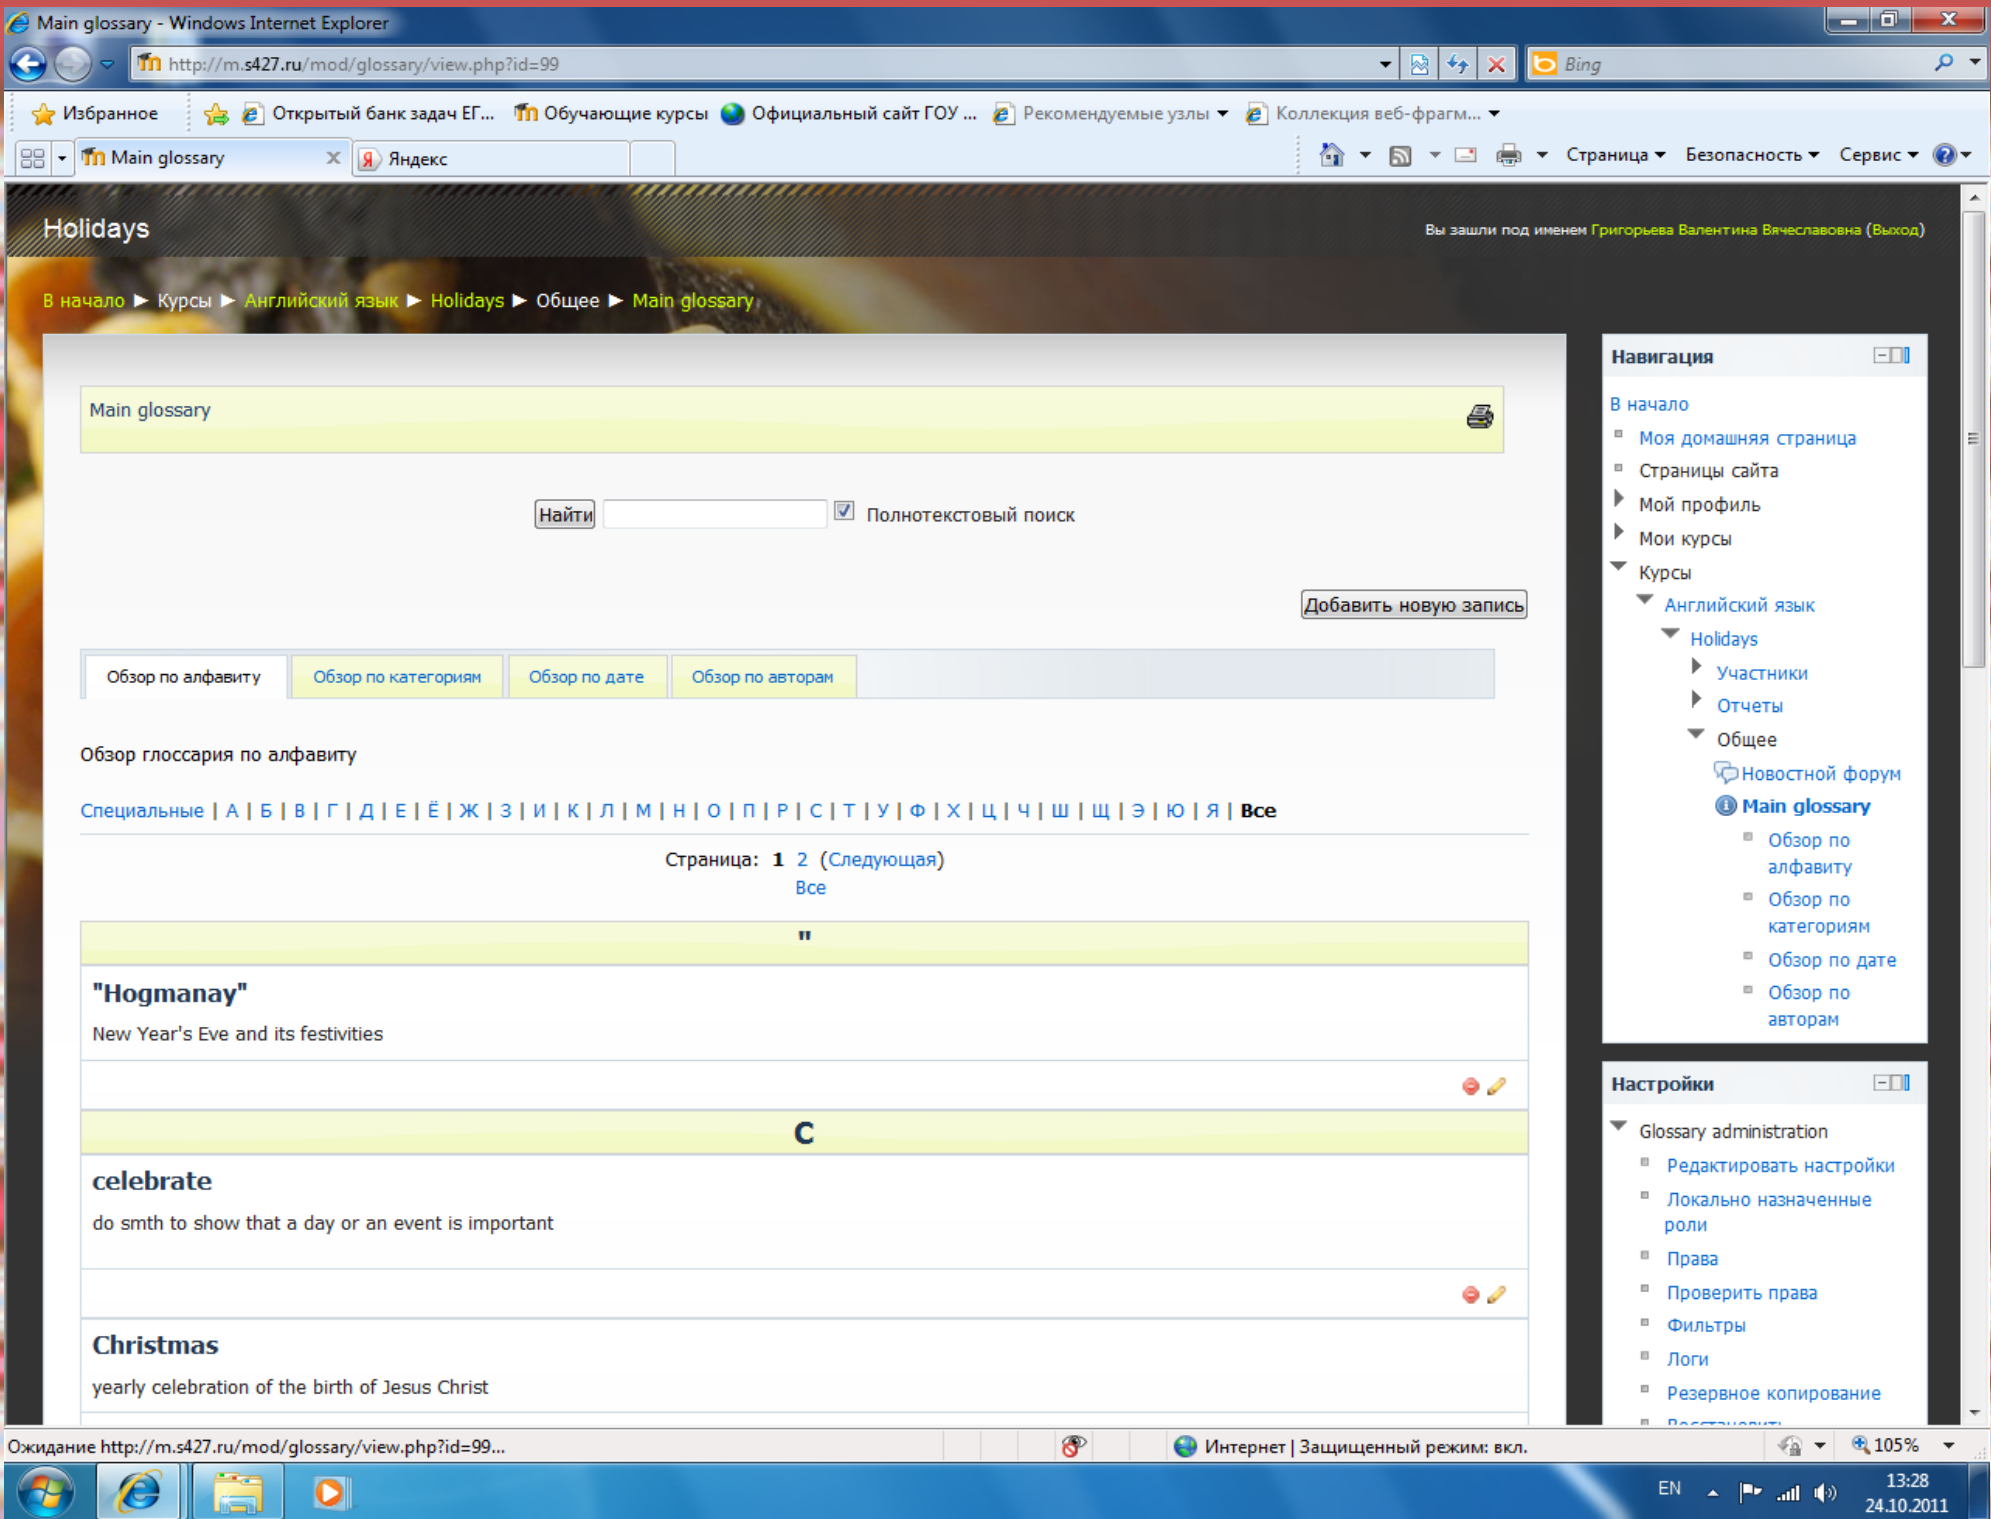 Main glossary - Windows Internet Explorer
http://m.s427.ru/mod/glossary/view.php?id=99
Bing
Избранное
Открытый банк задач ЕГ...
Обучающие курсы
Официальный сайт ГОУ ...
Рекомендуемые узлы
Коллекция веб-фрагм...
Main glossary
Яндекс
Страница
Безопасность
Сервис
Holidays
Вы зашли под именем Григорьева Валентина Вячеславовна (Выход)
В начало ► Курсы ► Английский язык ► Holidays ► Общее ► Main glossary
Main glossary
Найти
Полнотекстовый поиск
Добавить новую запись
Обзор по алфавиту
Обзор по категориям
Обзор по дате
Обзор по авторам
Обзор глоссария по алфавиту
Специальные | А | Б | В | Г | Д | Е | Ё | Ж | З | И | К | Л | М | Н | О | П | Р | С | Т | У | Ф | Х | Ц | Ч | Ш | Щ | Э | Ю | Я | Все
Страница: 1 2 (Следующая)
Все
"
"Hogmanay"
New Year's Eve and its festivities
C
celebrate
do smth to show that a day or an event is important
Christmas
yearly celebration of the birth of Jesus Christ
Навигация
В начало
Моя домашняя страница
Страницы сайта
Мой профиль
Мои курсы
Курсы
Английский язык
Holidays
Участники
Отчеты
Общее
Новостной форум
Main glossary
Обзор по
алфавиту
Обзор по
категориям
Обзор по дате
Обзор по
авторам
Настройки
Glossary administration
Редактировать настройки
Локально назначенные
роли
Права
Проверить права
Фильтры
Логи
Резервное копирование
Восстановить
Ожидание http://m.s427.ru/mod/glossary/view.php?id=99...
Интернет | Защищенный режим: вкл.
105%
EN
13:28
24.10.2011